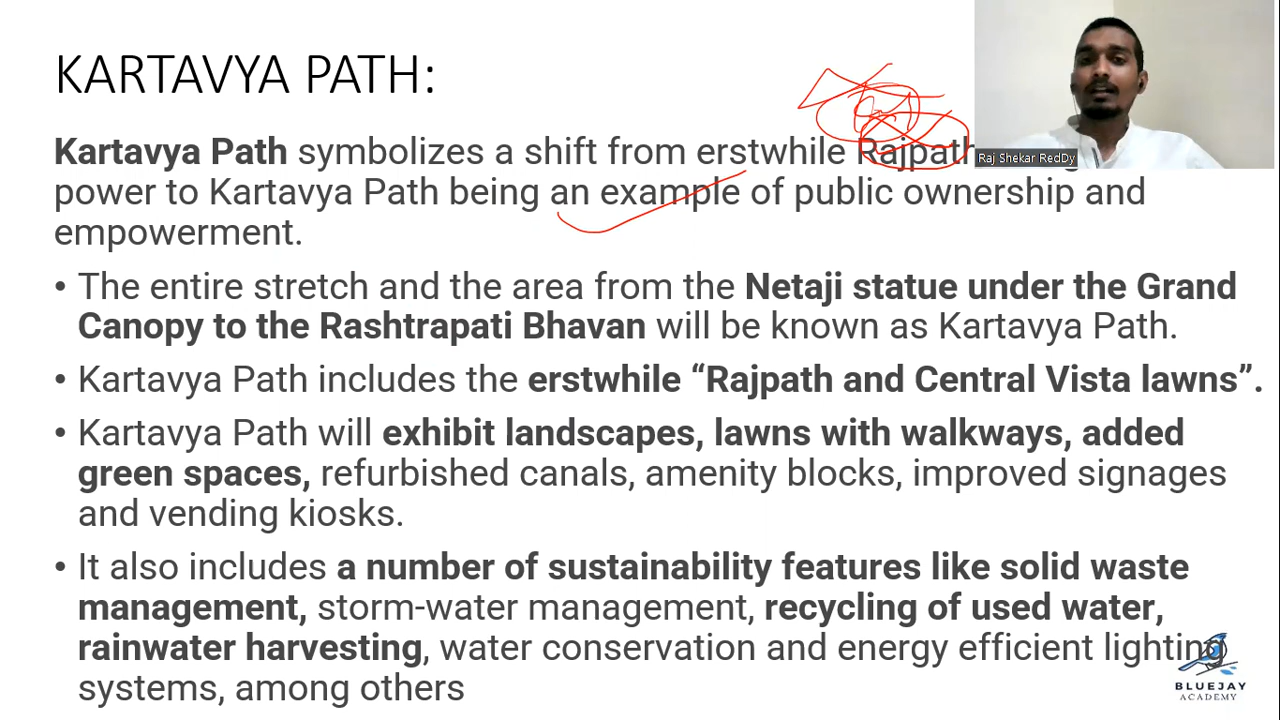 KARTAVYA PATH:
Raj Shekar ReDDy
Kartavya Path symbolizes a shift from erstwhile Rajpath
power to Kartavya Path being an example of public ownership and
empowerment.
• The entire stretch and the area from the Netaji statue under the Grand
Canopy to the Rashtrapati Bhavan will be known as Kartavya Path.
• Kartavya Path includes the erstwhile “Rajpath and Central Vista lawns”.
• Kartavya Path will exhibit landscapes, lawns with walkways, added
green spaces, refurbished canals, amenity blocks, improved signages
and vending kiosks.
• It also includes a number of sustainability features like solid waste
management, storm-water management, recycling of used water,
rainwater harvesting, water conservation and energy efficient lighting
systems, among others
BLUEJAY
ACADEMY